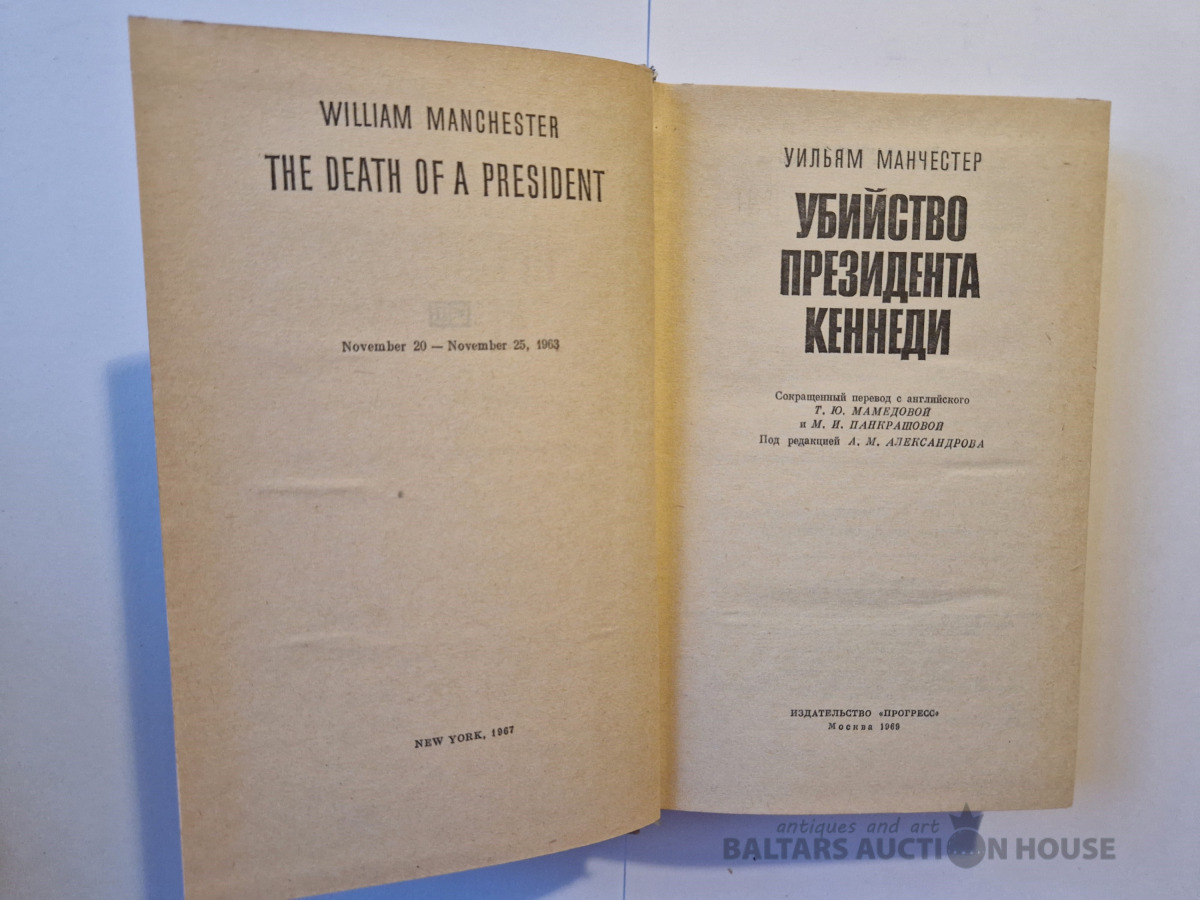 WILLIAM MANCHESTER
THE DEATH OF A PRESIDENT
November 20 — November 25, 1963
NEW YORK, 1967
УИЛЬЯМ МАНЧЕСТЕР
УБИЙСТВО
ПРЕЗИДЕНТА
КЕННЕДИ
Сокращенный перевод с английского
Т. Ю. МАМЕДОВОЙ
и М. И. ПАНКРАШОВОЙ
Под редакцией А. М. АЛЕКСАНДРОВА
ИЗДАТЕЛЬСТВО «ПРОГРЕСС»
Москва 1969
antiques and art
BALTARS AUCTION HOUSE